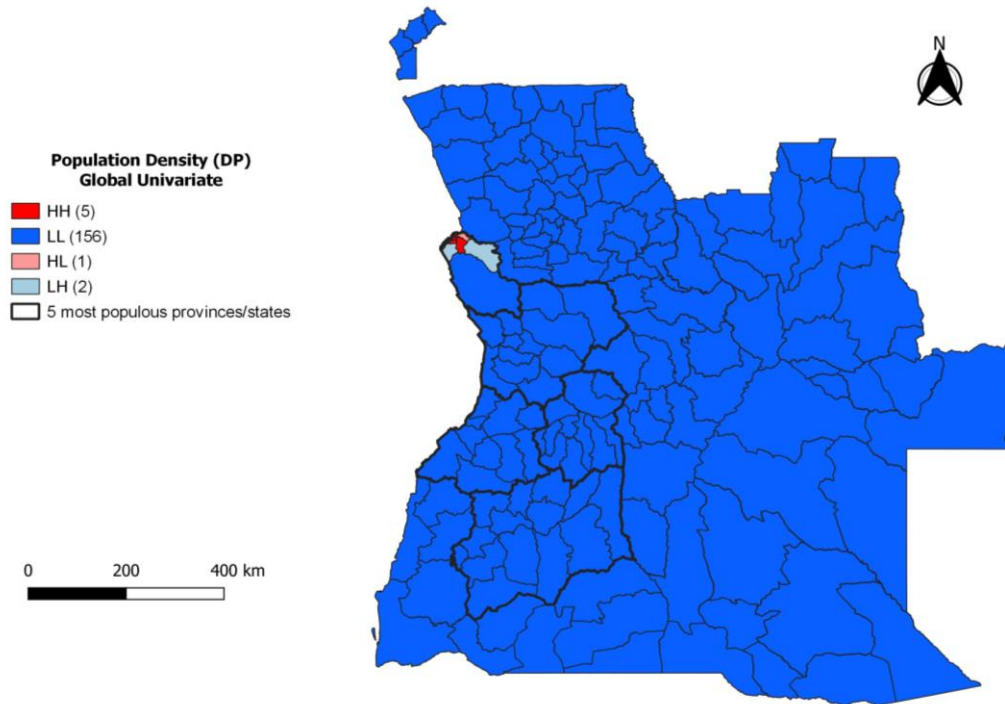 N
Population Density (DP)
Global Univariate
HH (5)
LL (156)
HL (1)
LH (2)
5 most populous provinces/states
0 200 400 km